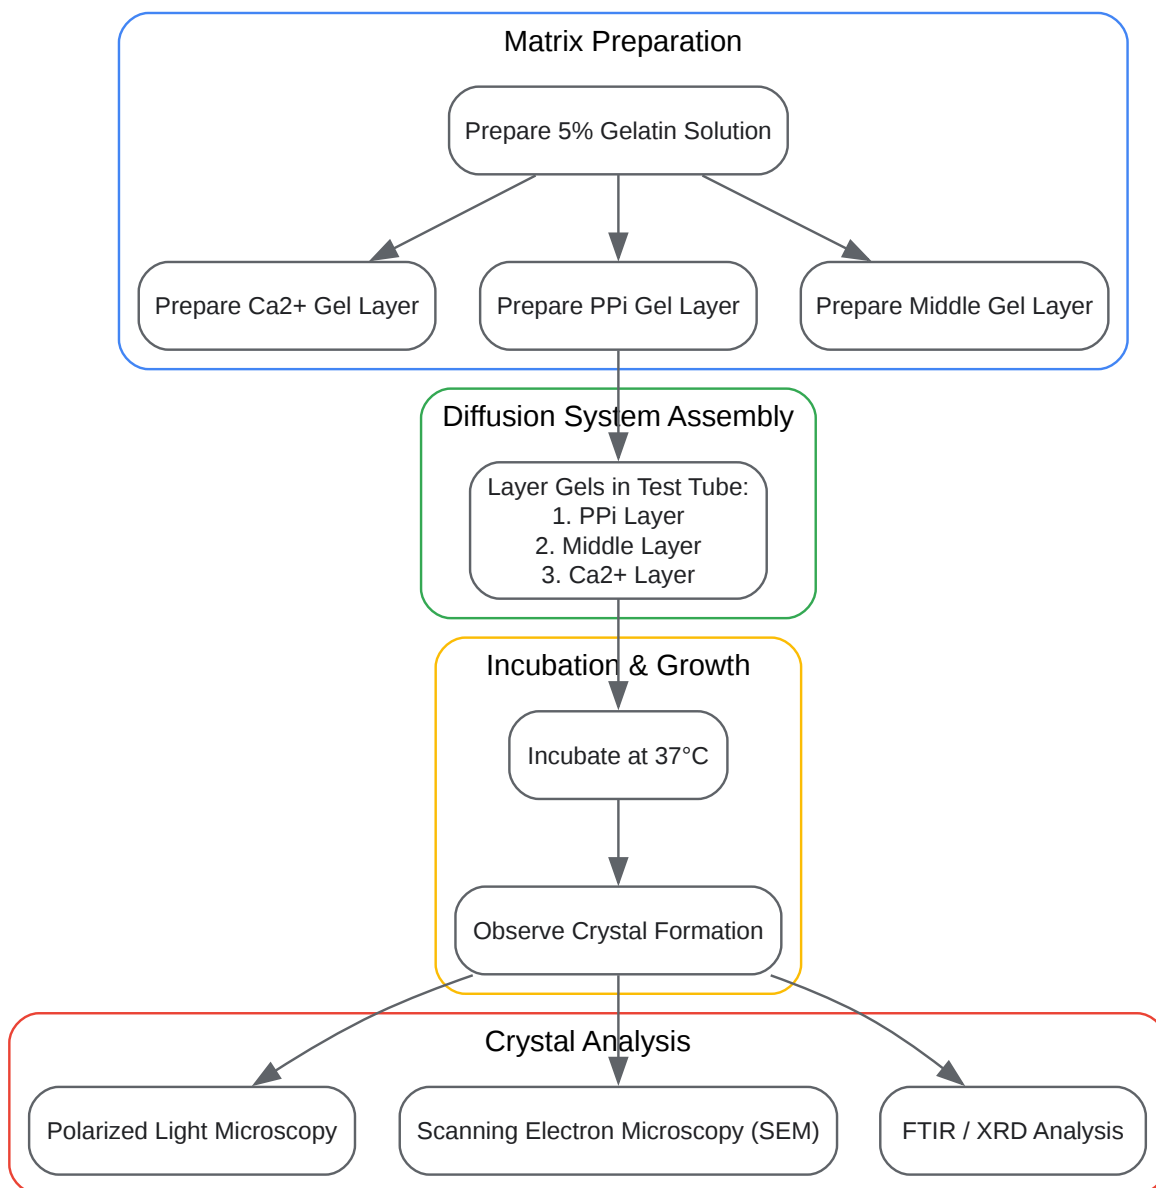 Matrix Preparation
Prepare 5% Gelatin Solution
Prepare Ca2+ Gel Layer
Prepare PPi Gel Layer
Prepare Middle Gel Layer
Diffusion System Assembly
Layer Gels in Test Tube:
1. PPi Layer
2. Middle Layer
3. Ca2+ Layer
Incubation & Growth
Incubate at 37°C
Observe Crystal Formation
Crystal Analysis
Polarized Light Microscopy
Scanning Electron Microscopy (SEM)
FTIR / XRD Analysis